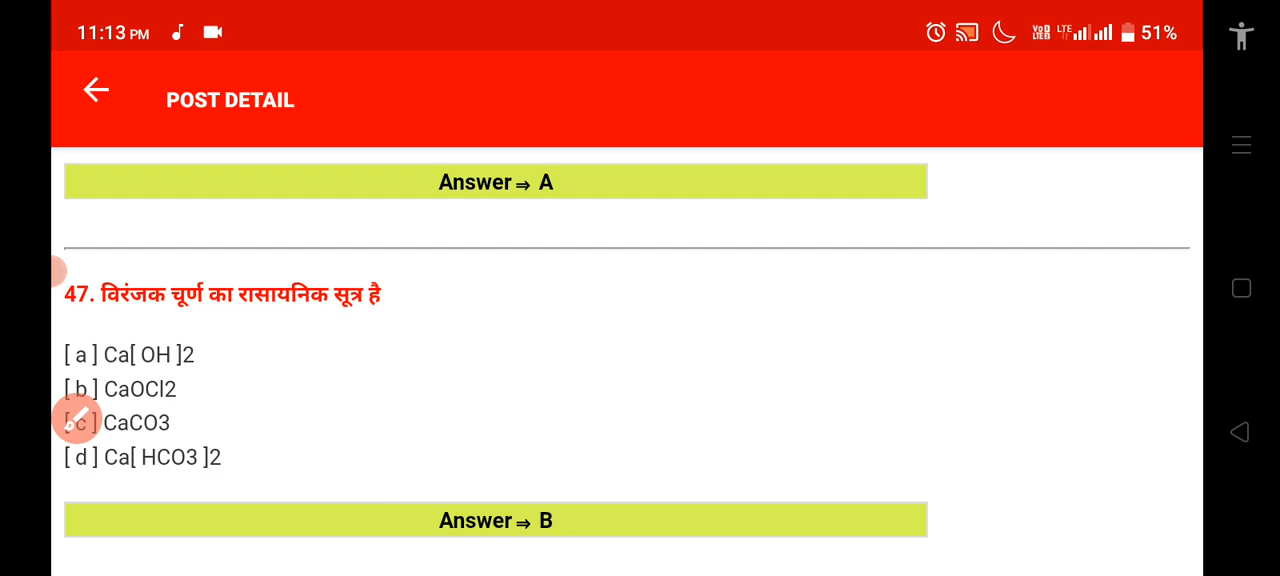 11:13 PM 51%
POST DETAIL
Answer⇒ A
47. विरंजक चूर्ण का रासायनिक सूत्र है
[ a ] Ca[ OH ]2
[ b ] CaOCl2
[ c ] CaCO3
[ d ] Ca[ HCO3 ]2
Answer⇒ B